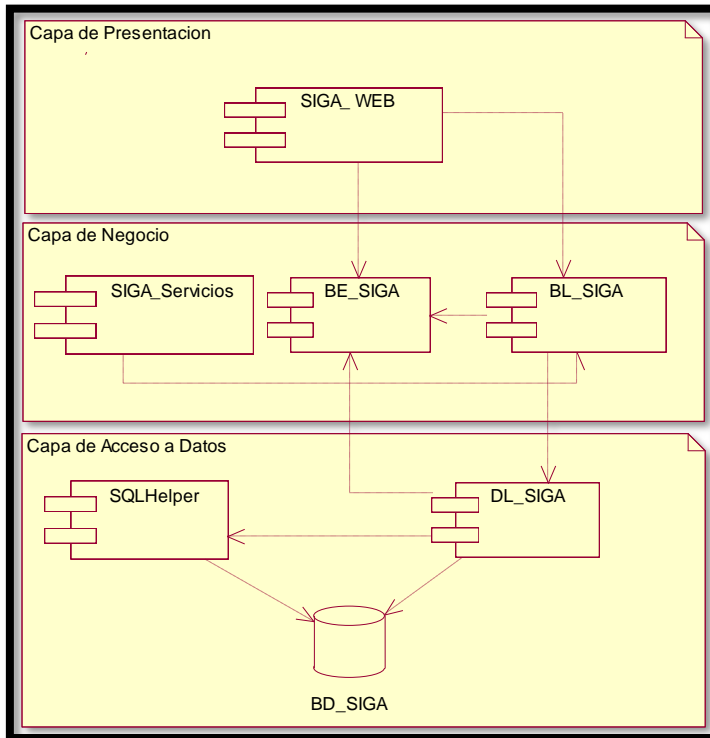 Capa de Presentacion
SIGA_ WEB
Capa de Negocio
SIGA_Servicios
BE_SIGA
BL_SIGA
Capa de Acceso a Datos
SQLHelper
DL_SIGA
BD_SIGA